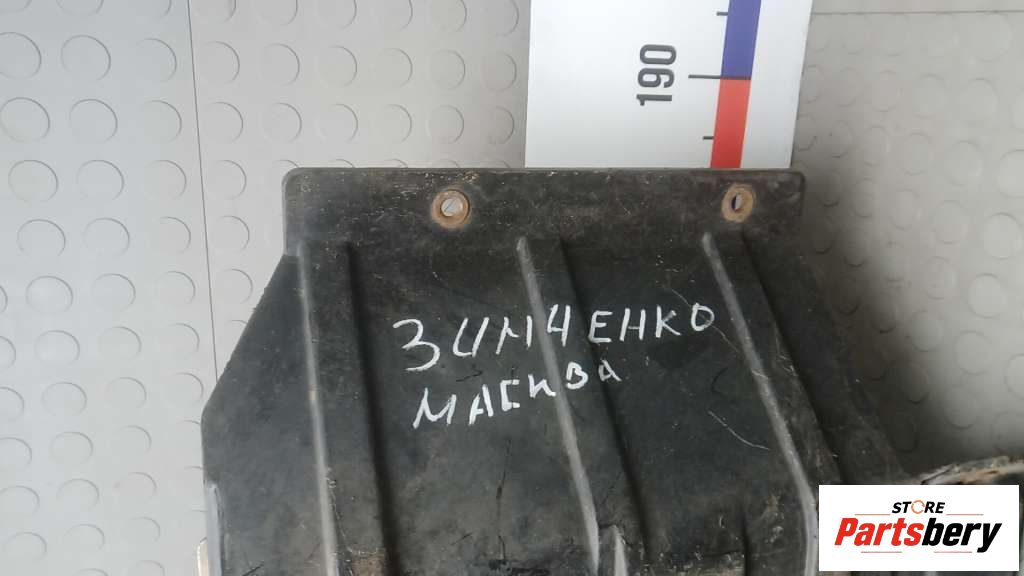 190
ЗИМЧЕНКО
МАСКВА
STORE
Partsbery